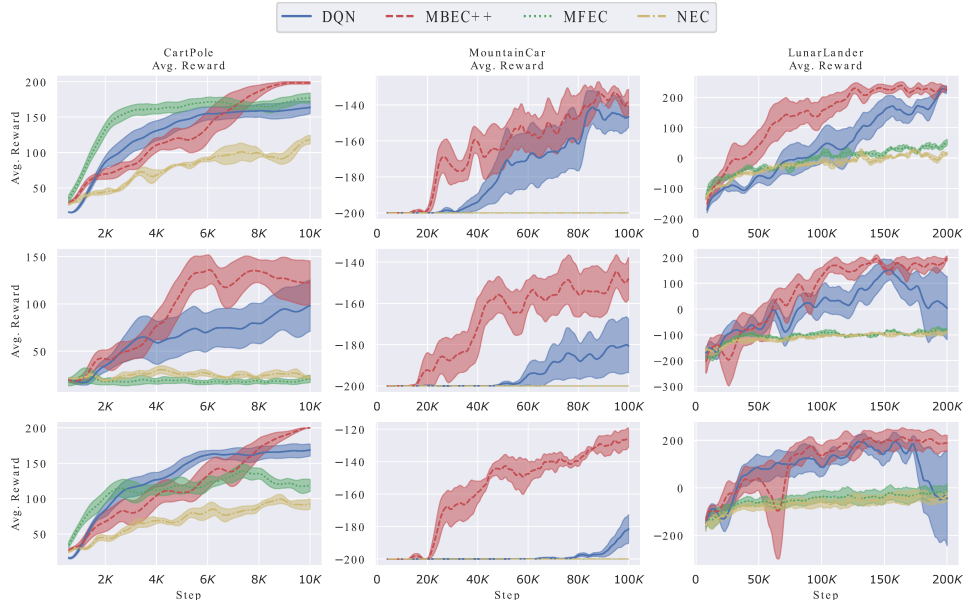 DQN MBEC++ MFEC NEC
CartPole
Avg. Reward
MountainCar
Avg. Reward
LunarLander
Avg. Reward
Avg. Reward
200
150
100
50
2K 4K 6K 8K 10K
−140
−160
−180
−200
0 20K 40K 60K 80K 100K
200
100
0
−100
−200
0 50K 100K 150K 200K
Avg. Reward
150
100
50
2K 4K 6K 8K 10K
−140
−160
−180
−200
0 20K 40K 60K 80K 100K
200
100
0
−100
−200
−300
0 50K 100K 150K 200K
Avg. Reward
200
150
100
50
2K 4K 6K 8K 10K
Step
−120
−140
−160
−180
−200
0 20K 40K 60K 80K 100K
Step
200
0
−200
0 50K 100K 150K 200K
Step